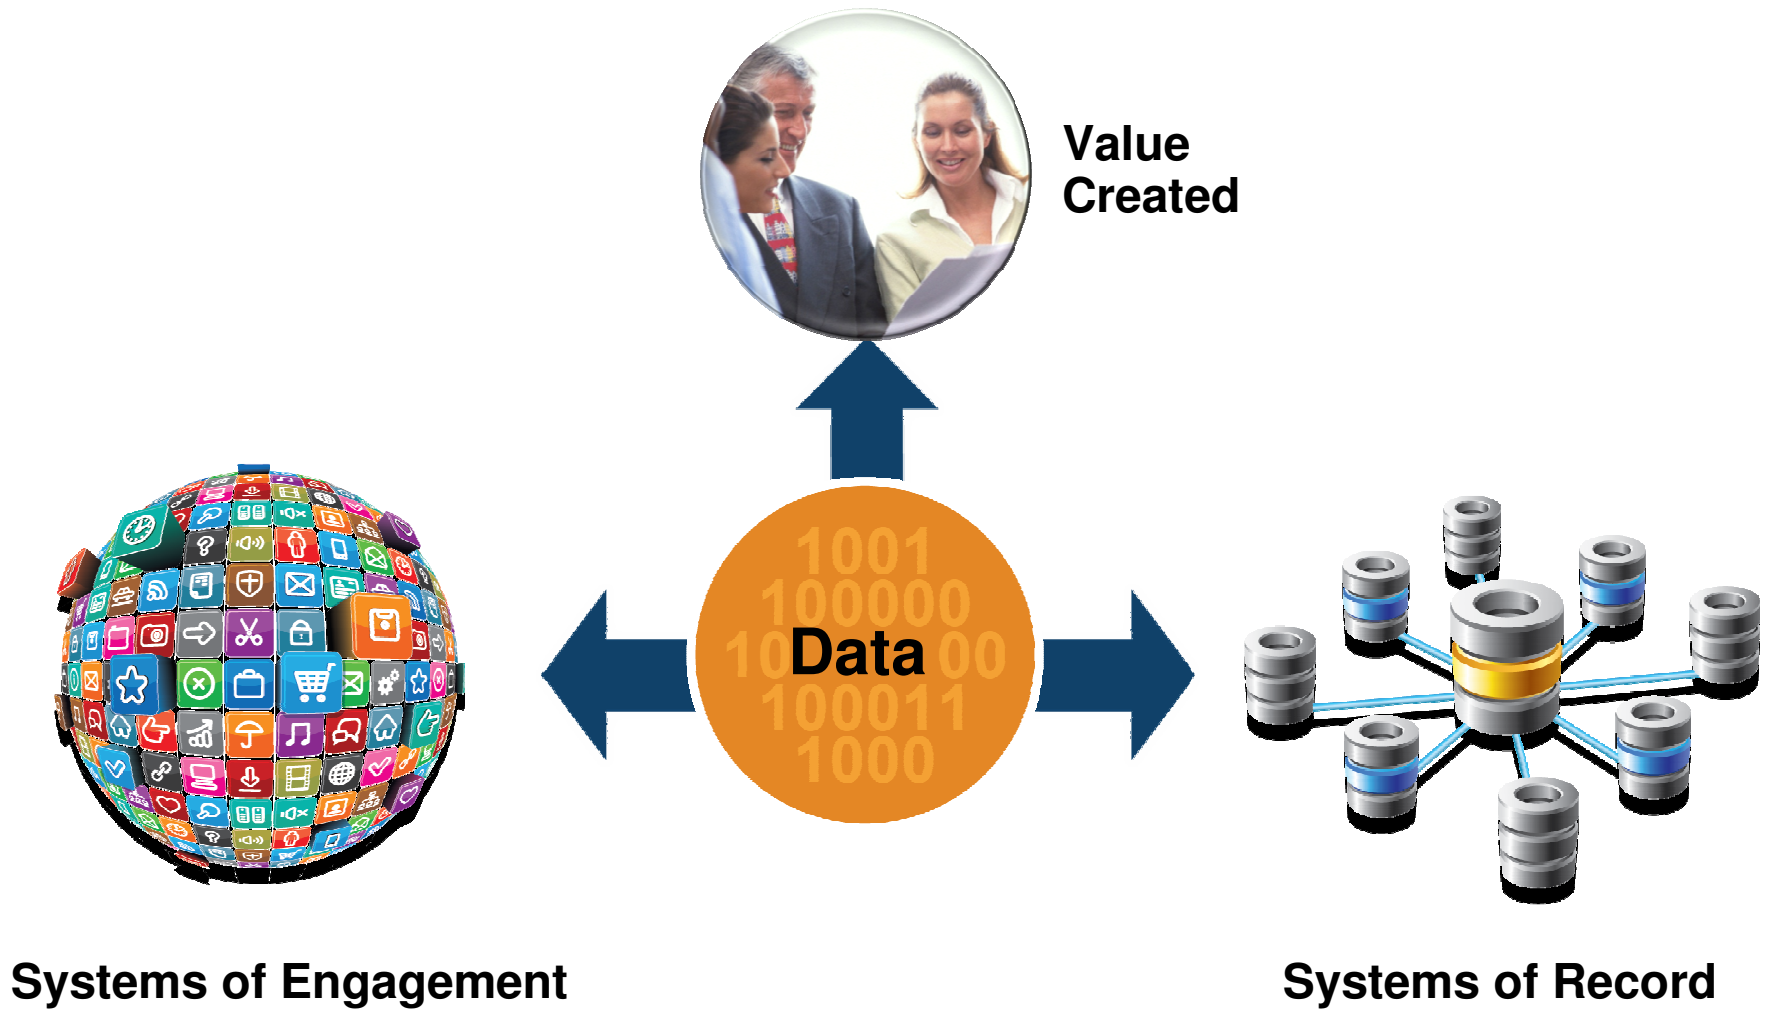 Value
Created
1001
100000
10 Data 00
100011
1000
Systems of Engagement
Systems of Record